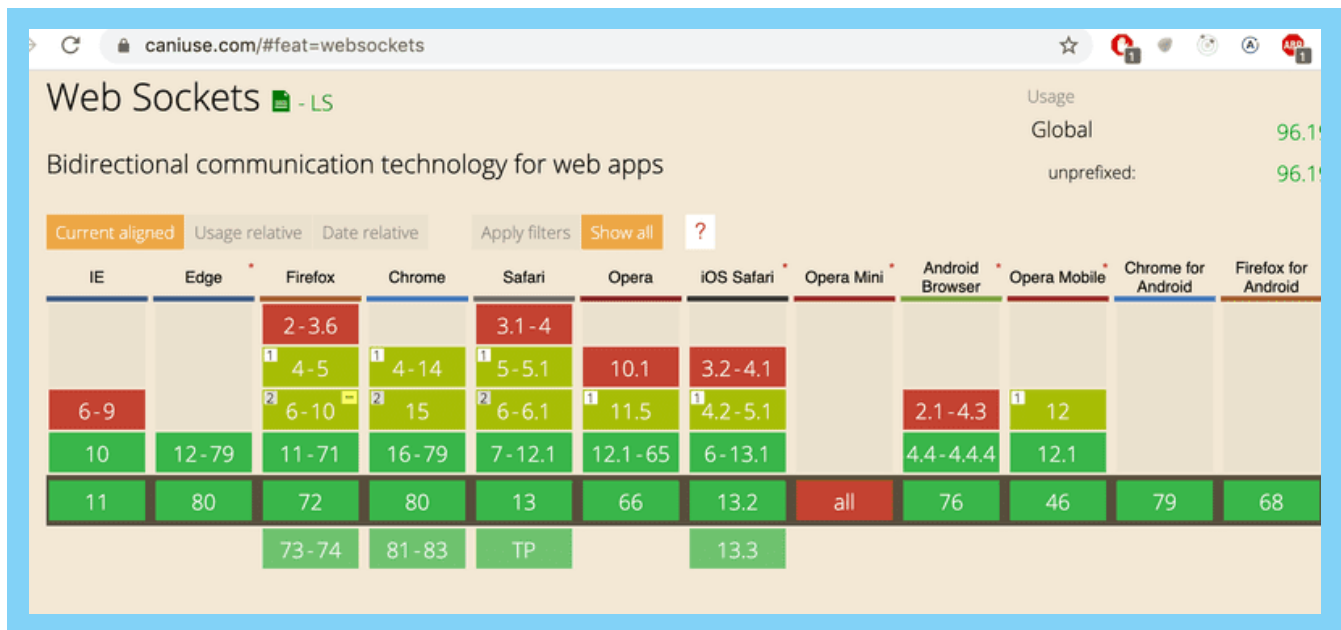 caniuse.com/#feat=websockets
1
ABP
1
Web Sockets - LS
Usage
Global 96.19
Bidirectional communication technology for web apps
unprefixed: 96.19
Current aligned Usage relative Date relative Apply filters Show all ?
IE Edge * Firefox Chrome Safari Opera iOS Safari * Opera Mini * Android Browser * Opera Mobile * Chrome for Android Firefox for Android
2-3.6 3.1-4
1 4-5 1 4-14 1 5-5.1 10.1 3.2-4.1
6-9 2 6-10 2 15 2 6-6.1 1 11.5 1 4.2-5.1 2.1-4.3 1 12
10 12-79 11-71 16-79 7-12.1 12.1-65 6-13.1 4.4-4.4.4 12.1
11 80 72 80 13 66 13.2 all 76 46 79 68
73-74 81-83 TP 13.3